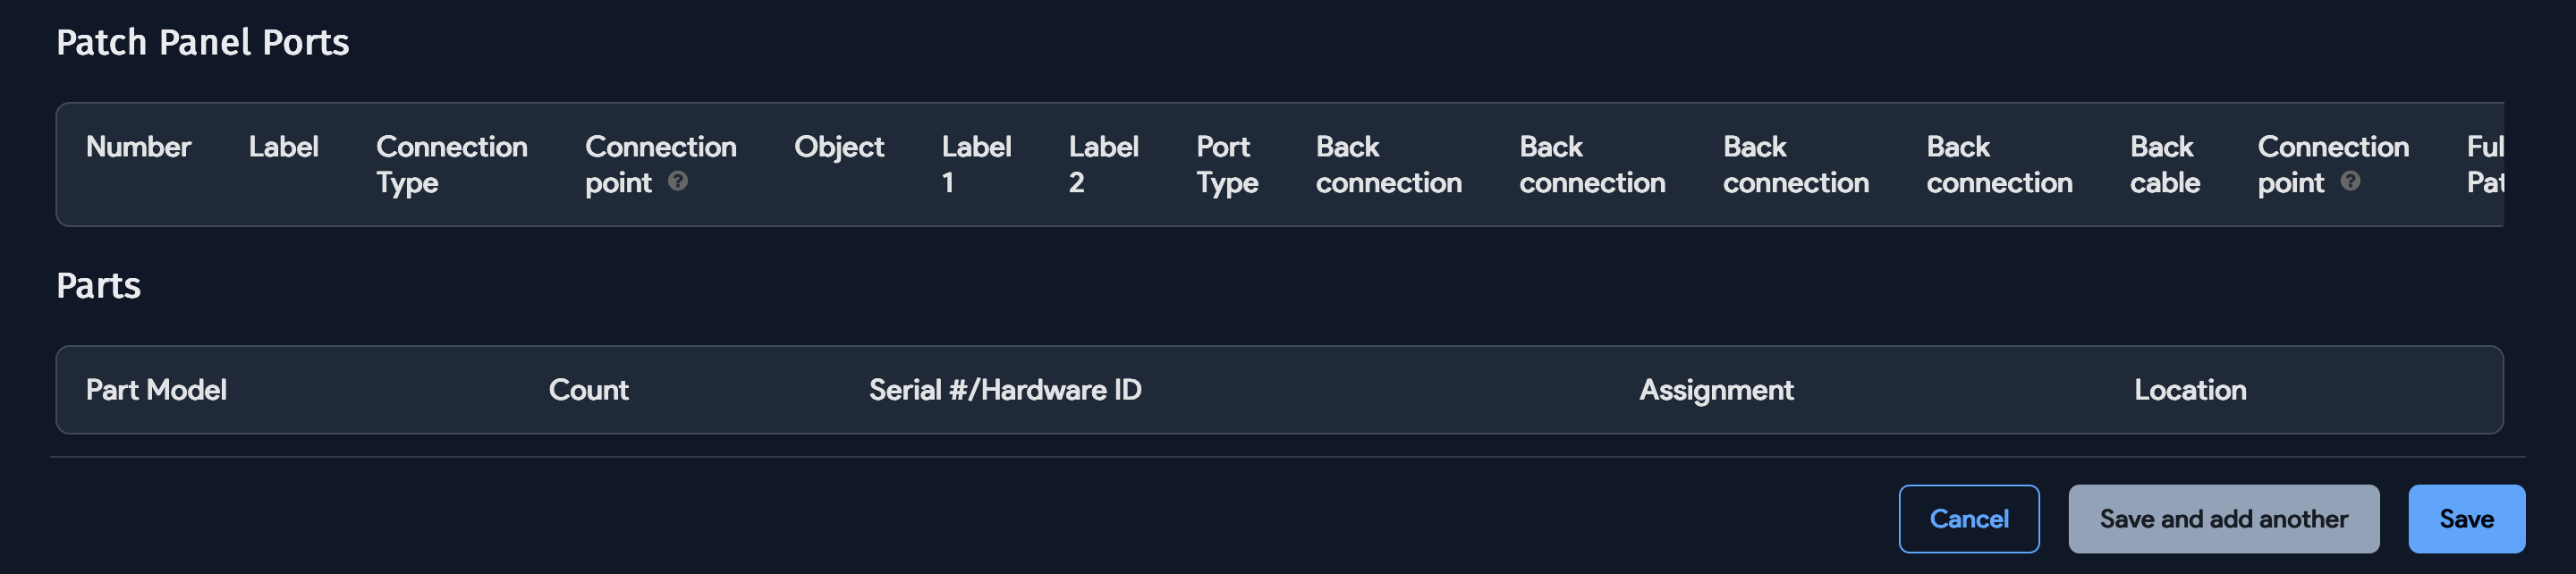 Patch Panel Ports
Number Label Connection Type Connection point ? Object Label 1 Label 2 Port Type Back connection Back connection Back connection Back connection Back cable Connection point ? Ful Pat
Parts
Part Model Count Serial #/Hardware ID Assignment Location
Cancel Save and add another Save